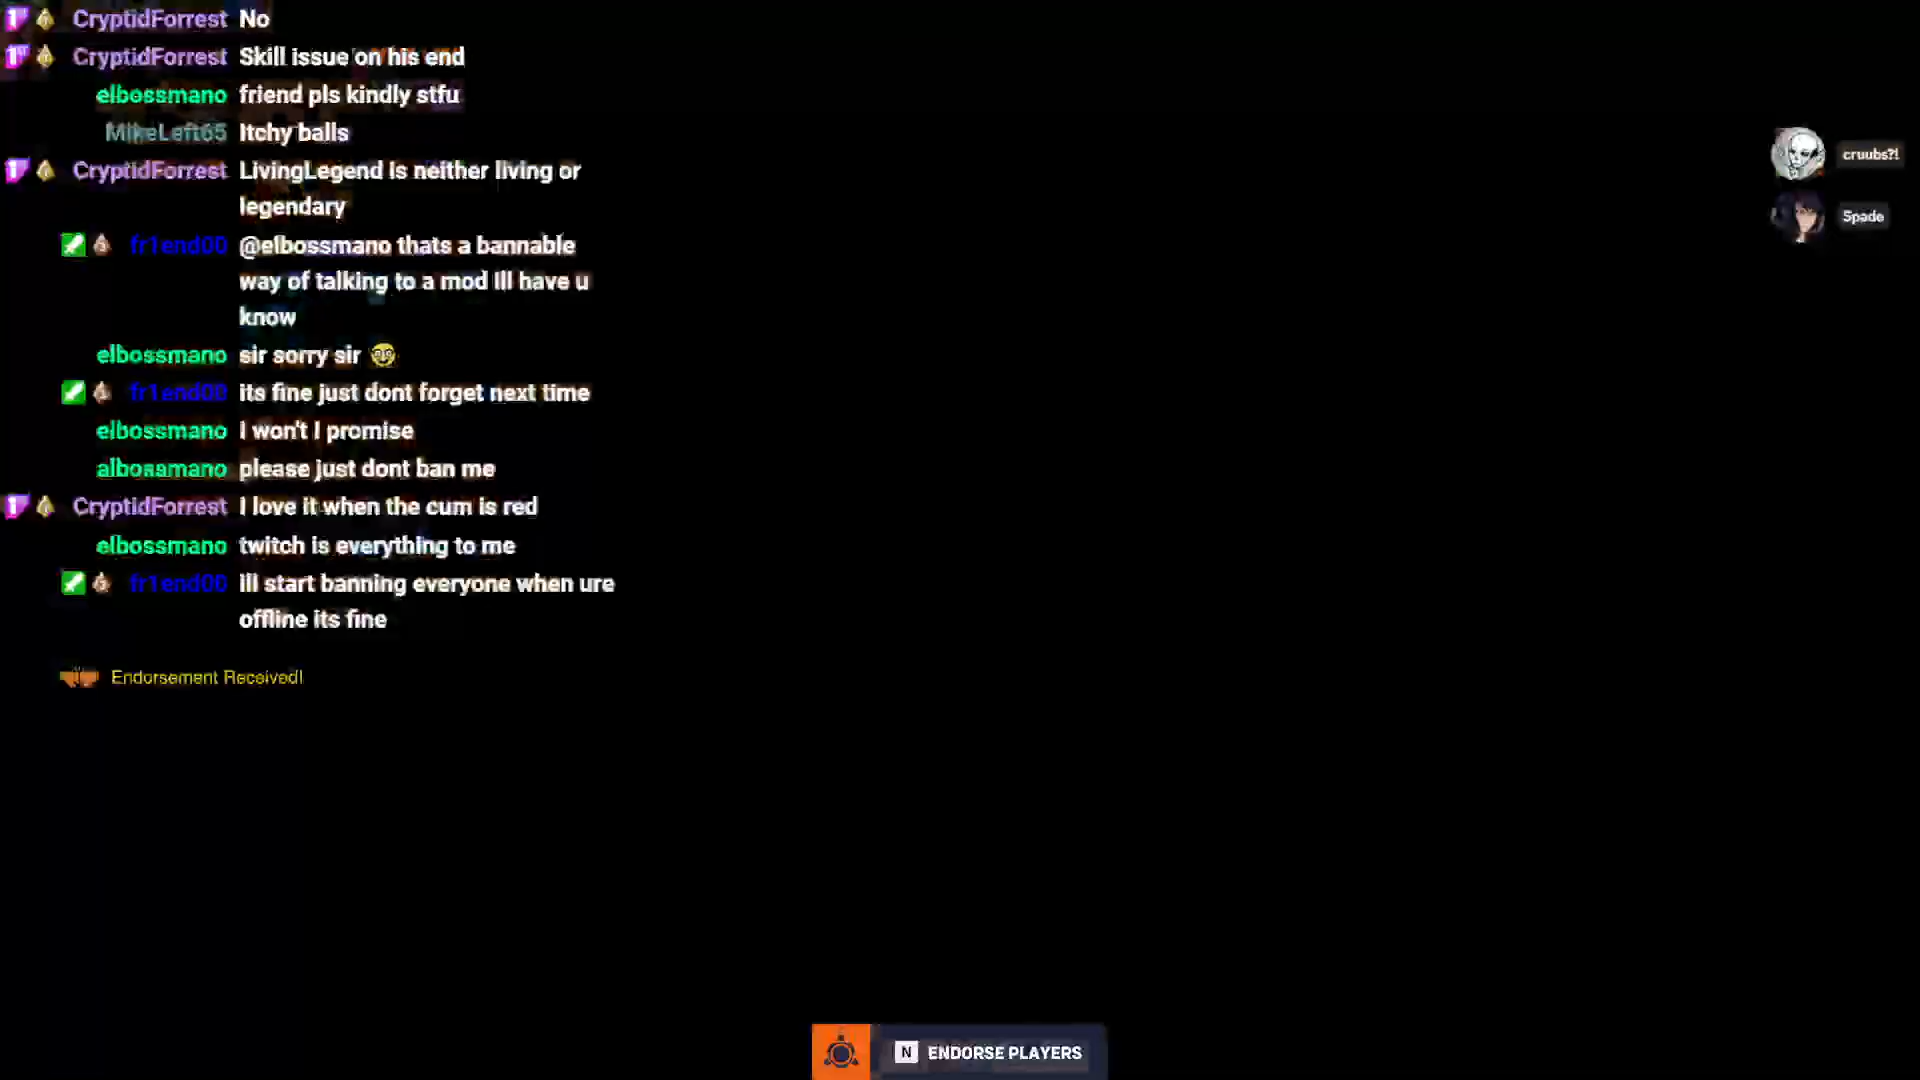 CryptidForrest No
CryptidForrest Skill issue on his end
elbossmano friend pls kindly stfu
MikeLeft65 Itchy balls
cruubs?!
CryptidForrest LivingLegend is neither living or
legendary
Spade
fr1end00 @elbossmano thats a bannable
way of talking to a mod Ill have u
know
elbossmano sir sorry sir
fr1end00 its fine just dont forget next time
elbossmano I won't I promise
albossmano please just dont ban me
CryptidForrest I love it when the cum is red
elbossmano twitch is everything to me
fr1end00 ill start banning everyone when ure
offline its fine
Endorsement Received!
N ENDORSE PLAYERS